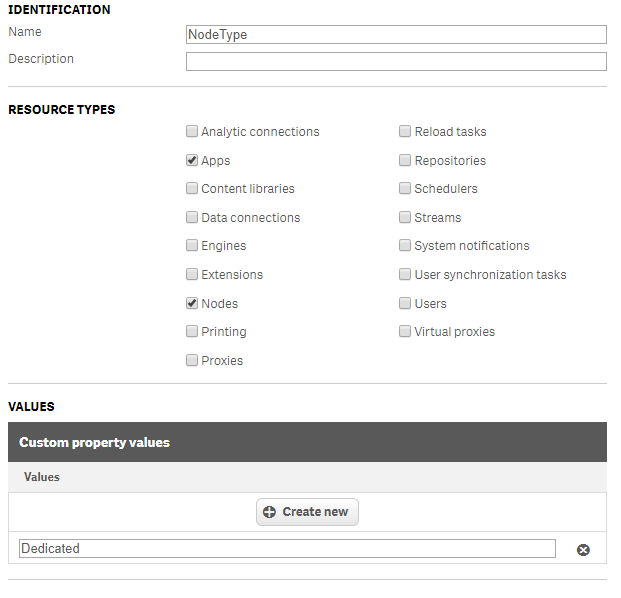 IDENTIFICATION
Name
NodeType
Description
RESOURCE TYPES
Analytic connections
Reload tasks
Apps
Repositories
Content libraries
Schedulers
Data connections
Streams
Engines
System notifications
Extensions
User synchronization tasks
Nodes
Users
Printing
Virtual proxies
Proxies
VALUES
Custom property values
Values
Create new
Dedicated